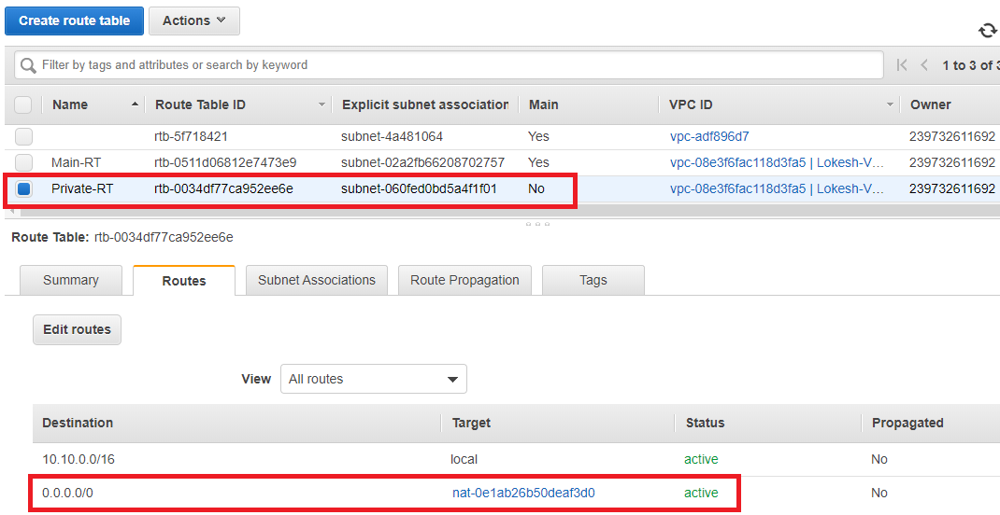 Create route table Actions
Filter by tags and attributes or search by keyword 1 to 3 of 3
Name Route Table ID Explicit subnet association Main VPC ID Owner
rtb-5f718421 subnet-4a481064 Yes vpc-adf896d7 239732611692
Main-RT rtb-0511d06812e7473e9 subnet-02a2fb66208702757 Yes vpc-08e3f6fac118d3fa5 | Lokesh-V... 239732611692
Private-RT rtb-0034df77ca952ee6e subnet-060fed0bd5a4f1f01 No vpc-08e3f6fac118d3fa5 | Lokesh-V... 239732611692
Route Table: rtb-0034df77ca952ee6e
Summary Routes Subnet Associations Route Propagation Tags
Edit routes
View All routes
Destination Target Status Propagated
10.10.0.0/16 local active No
0.0.0.0/0 nat-0e1ab26b50deaf3d0 active No